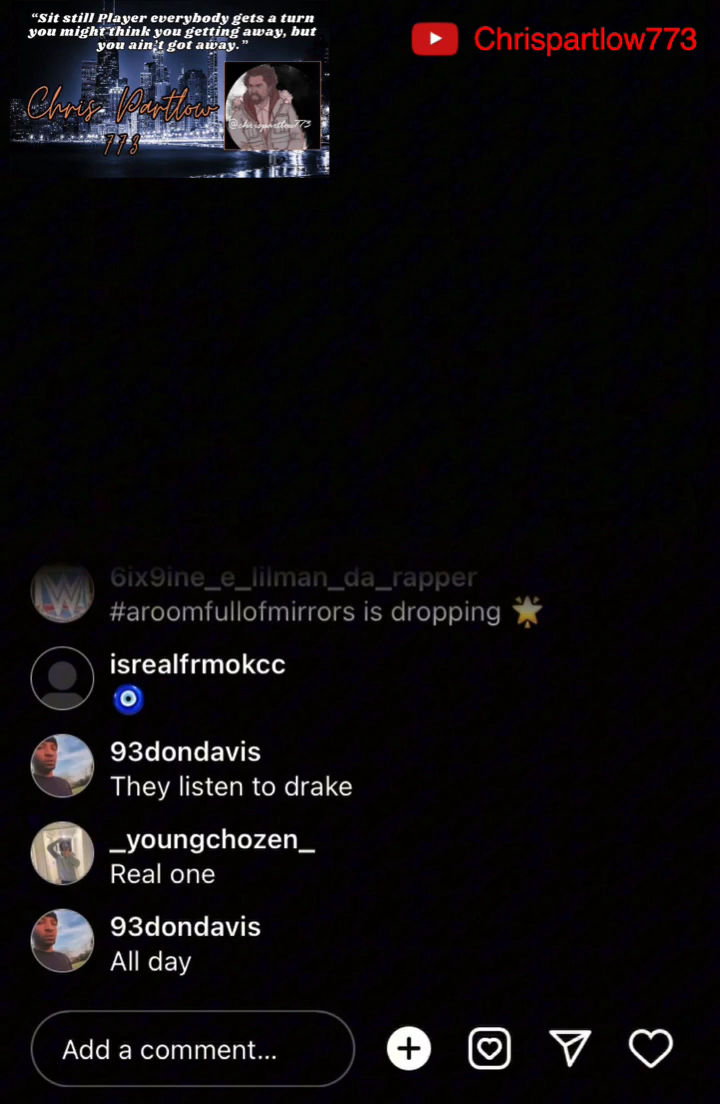 “Sit still Player everybody gets a turn
you might think you getting away, but
you ain't got away.”
Chrispartlow773
Chris Partlow
773
@chrispartlow773
6ix9ine_e_lilman_da_rapper
#aroomfullofmirrors is dropping 🌟
isrealfrmokcc
🧿
93dondavis
They listen to drake
_youngchozen_
Real one
93dondavis
All day
Add a comment...